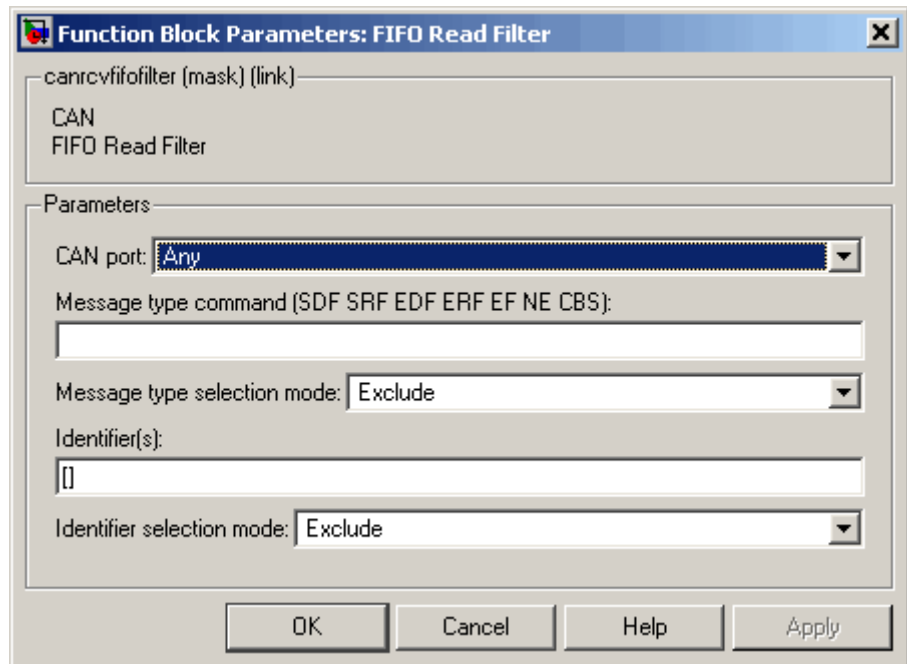 Function Block Parameters: FIFO Read Filter
canrcvfifofilter (mask) (link)
CAN
FIFO Read Filter
Parameters
CAN port: Any
Message type command (SDF SRF EDF ERF EF NE CBS):
Message type selection mode: Exclude
Identifier(s):
[]
Identifier selection mode: Exclude
OK Cancel Help Apply